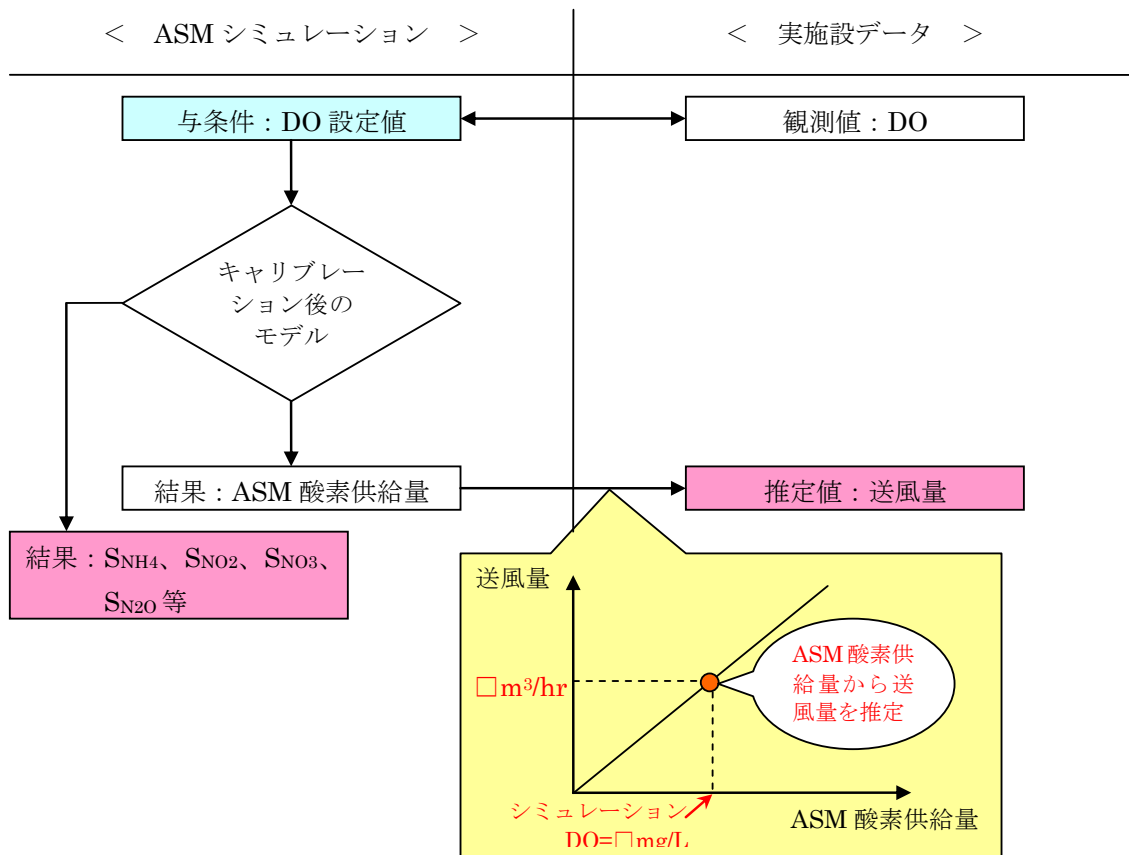 ＜ ASM シミュレーション ＞
＜ 実施設データ ＞
与条件：DO 設定値
観測値：DO
キャリブレー
ション後の
モデル
結果：ASM 酸素供給量
推定値：送風量
結果：SNH4、SNO2、SNO3、
SN2O 等
送風量
ASM 酸素供
給量から送
風量を推定
□m³/hr
シミュレーション
DO=□mg/L
ASM 酸素供給量